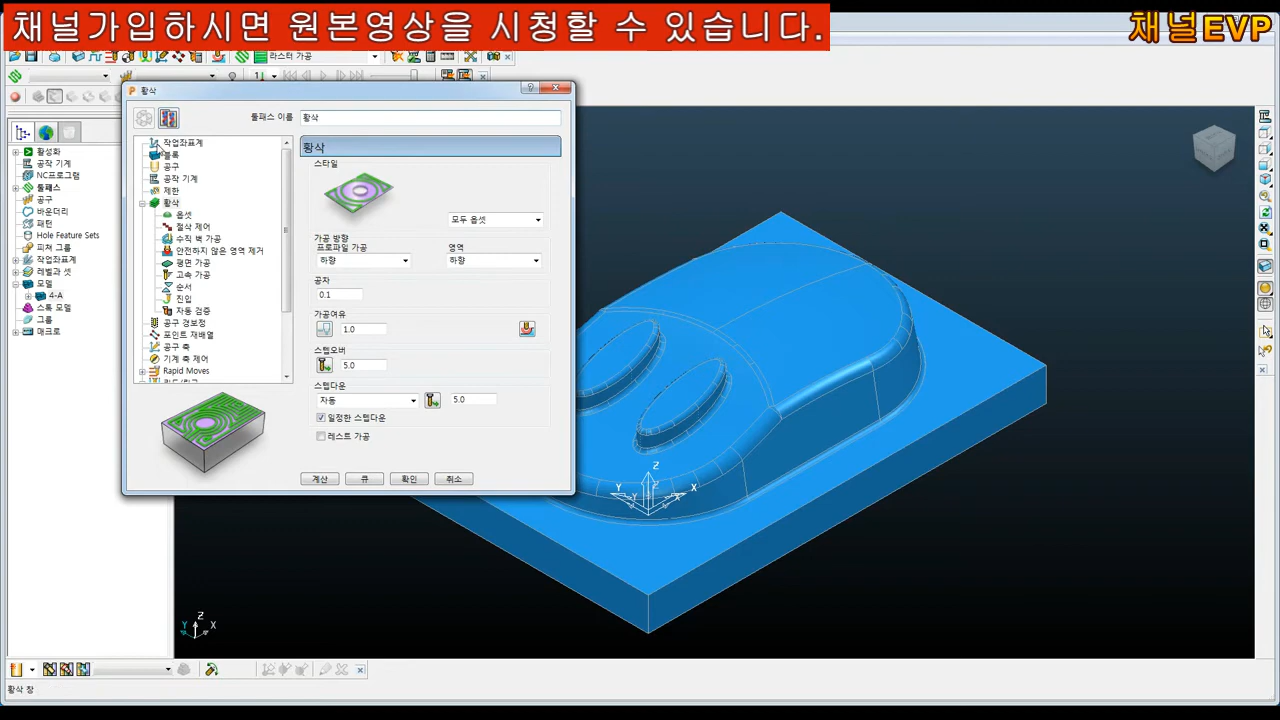 채널가입하시면 원본영상을 시청할 수 있습니다.
채널EVP
라스터 가공
황삭
툴패스 이름
황삭
작업좌표계
블록
공구
공작 기계
제한
황삭
옵셋
절삭 제어
수직 벽 가공
안전하지 않은 영역 제거
평면 가공
고속 가공
순서
진입
자동 검증
공구 경보정
포인트 재배열
공구 축
기계 축 제어
Rapid Moves
황삭
스타일
모두 옵셋
가공 방향
프로파일 가공
영역
하향
하향
공차
0.1
가공여유
1.0
스텝오버
5.0
스텝다운
자동
5.0
일정한 스텝다운
레스트 가공
계산
큐
확인
취소
활성화
공작 기계
NC프로그램
툴패스
공구
바운더리
패턴
Hole Feature Sets
피쳐 그룹
작업좌표계
레벨과 셋
모델
4-A
스톡 모델
그룹
매크로
Z
Y
X
Z
Y
X
Z
Y
X
황삭 창